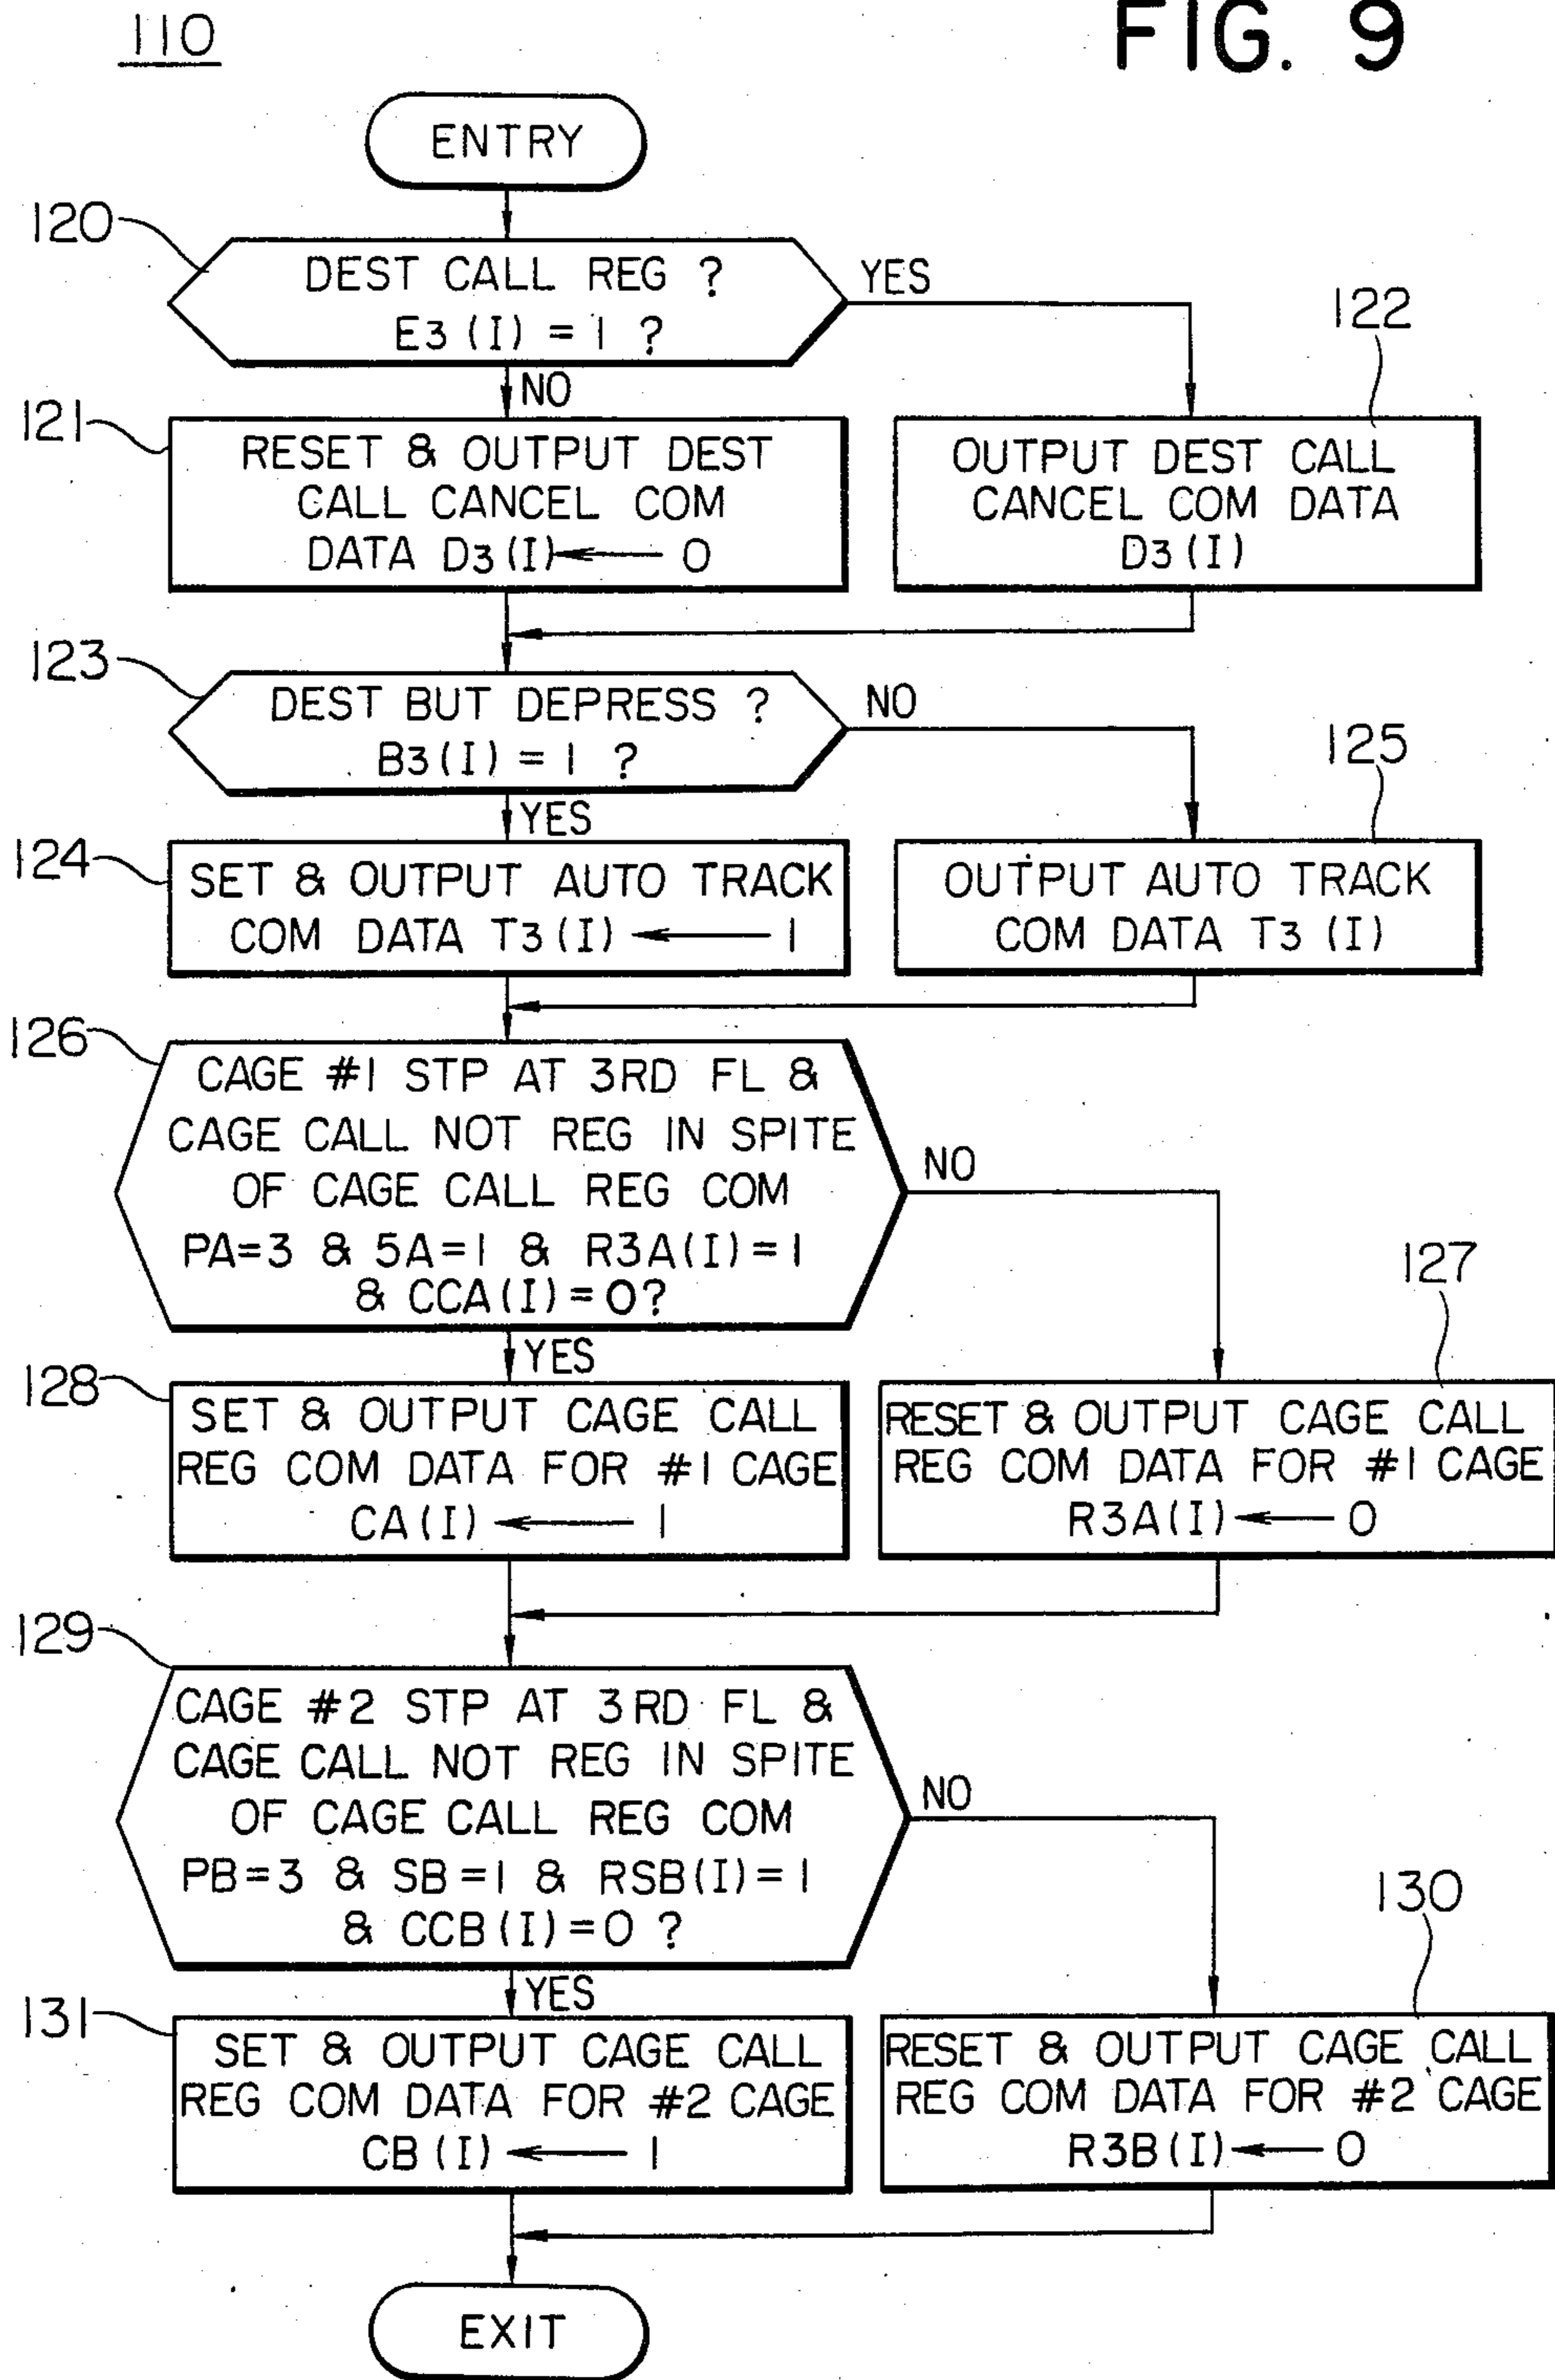 110
FIG. 9
ENTRY
120
DEST CALL REG ?
E3 (I) = 1 ?
YES
NO
122
121
RESET & OUTPUT DEST
CALL CANCEL COM
DATA D3(I) ← 0
OUTPUT DEST CALL
CANCEL COM DATA
D3(I)
123
DEST BUT DEPRESS ?
B3(I) = 1 ?
NO
YES
125
124
SET & OUTPUT AUTO TRACK
COM DATA T3(I) ← 1
OUTPUT AUTO TRACK
COM DATA T3 (I)
126
CAGE #1 STP AT 3RD FL &
CAGE CALL NOT REG IN SPITE
OF CAGE CALL REG COM
PA=3 & 5A=1 & R3A(I)=1
& CCA(I)=0?
NO
YES
127
128
SET & OUTPUT CAGE CALL
REG COM DATA FOR #1 CAGE
CA(I) ← 1
RESET & OUTPUT CAGE CALL
REG COM DATA FOR #1 CAGE
R3A(I) ← 0
129
CAGE #2 STP AT 3RD FL &
CAGE CALL NOT REG IN SPITE
OF CAGE CALL REG COM
PB=3 & SB=1 & RSB(I)=1
& CCB(I)=0 ?
NO
YES
130
131
SET & OUTPUT CAGE CALL
REG COM DATA FOR #2 CAGE
CB(I) ← 1
RESET & OUTPUT CAGE CALL
REG COM DATA FOR #2 CAGE
R3B(I) ← 0
EXIT